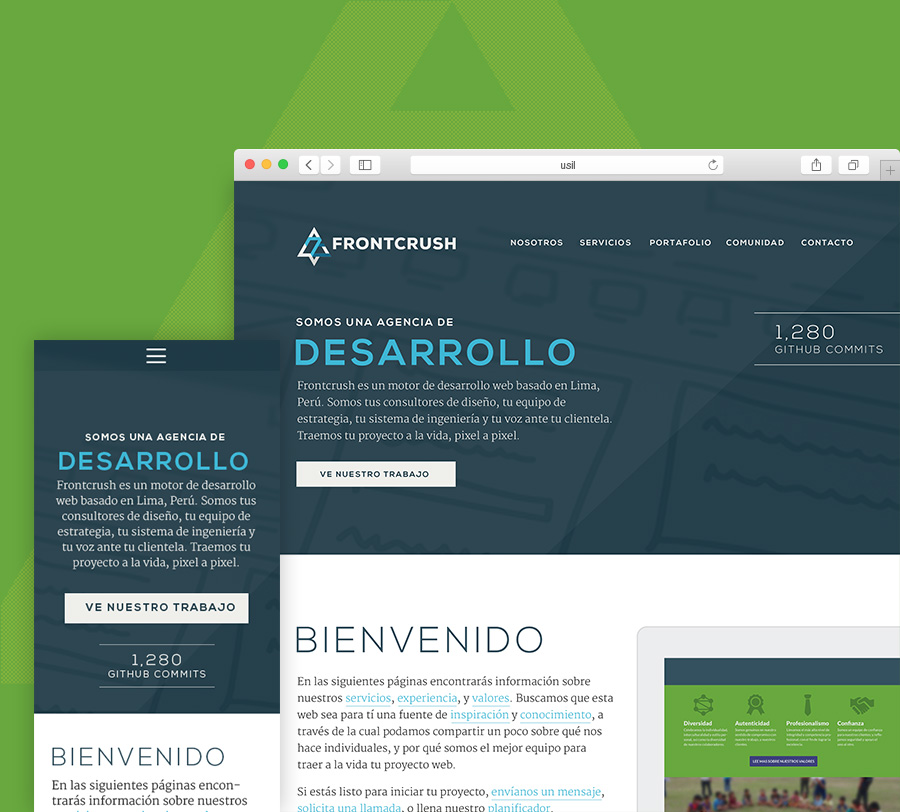 usil
FRONTCRUSH
NOSOTROS SERVICIOS PORTAFOLIO COMUNIDAD CONTACTO
SOMOS UNA AGENCIA DE
DESARROLLO
Frontcrush es un motor de desarrollo web basado en Lima,
Perú. Somos tus consultores de diseño, tu equipo de
estrategia, tu sistema de ingeniería y tu voz ante tu clientela.
Traemos tu proyecto a la vida, pixel a pixel.
VE NUESTRO TRABAJO
1,280
GITHUB COMMITS
SOMOS UNA AGENCIA DE
DESARROLLO
Frontcrush es un motor de desarrollo
web basado en Lima, Perú. Somos tus
consultores de diseño, tu equipo de
estrategia, tu sistema de ingeniería y
tu voz ante tu clientela. Traemos tu
proyecto a la vida, pixel a pixel.
VE NUESTRO TRABAJO
1,280
GITHUB COMMITS
BIENVENIDO
En las siguientes páginas encon-
trarás información sobre nuestros
BIENVENIDO
En las siguientes páginas encontrarás información sobre
nuestros servicios, experiencia, y valores. Buscamos que esta
web sea para tí una fuente de inspiración y conocimiento, a
través de la cual podamos compartir un poco sobre qué nos
hace individuales, y por qué somos el mejor equipo para
traer a la vida tu proyecto web.
Si estás listo para iniciar tu proyecto, envíanos un mensaje,
solicita una llamada, o llena nuestro planificador.
Diversidad Autenticidad Profesionalismo Confianza
LEE MAS SOBRE NUESTROS VALORES